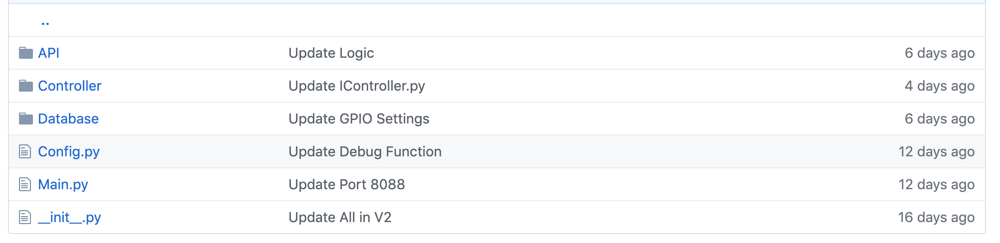 ..
API Update Logic 6 days ago
Controller Update IController.py 4 days ago
Database Update GPIO Settings 6 days ago
Config.py Update Debug Function 12 days ago
Main.py Update Port 8088 12 days ago
__init__.py Update All in V2 16 days ago